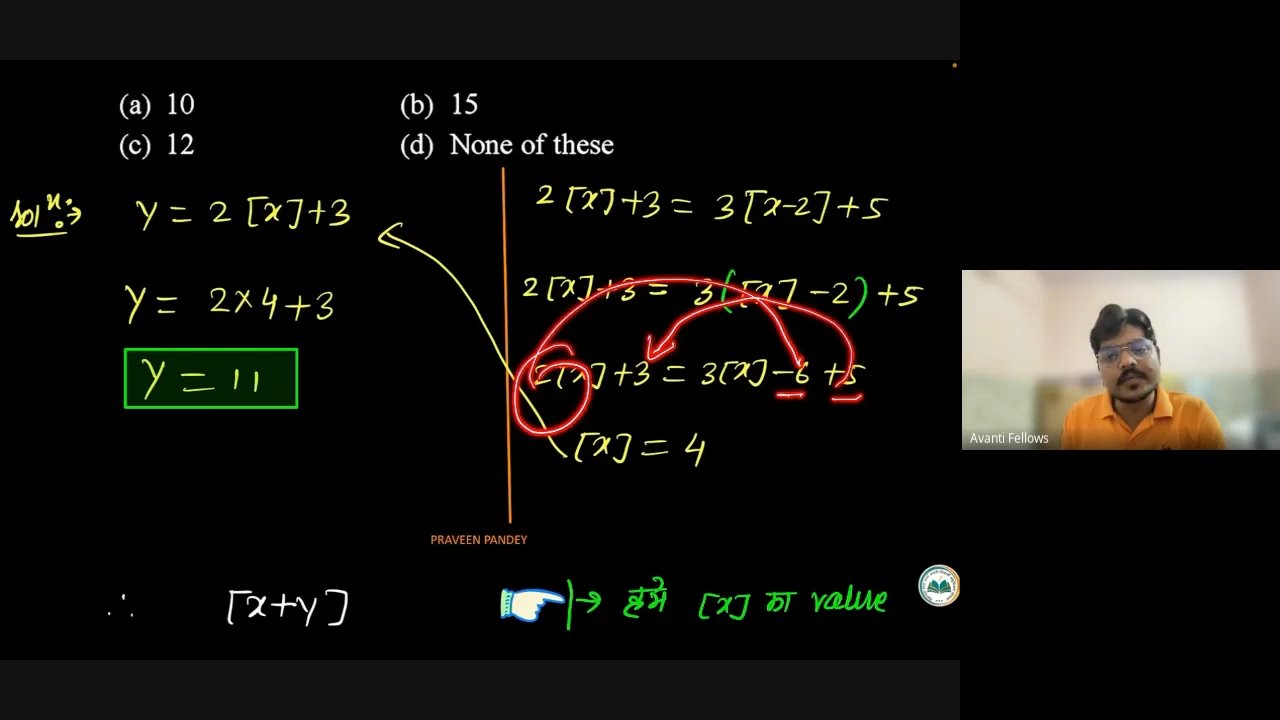 (a) 10 (b) 15
(c) 12 (d) None of these
Solⁿ:→ y = 2 [x]+3
y = 2×4+3
y = 11
2 [x]+3 = 3[x-2]+5
2[x]+3 = 3([x]-2)+5
2[x]+3 = 3[x]-6+5
[x] = 4
PRAVEEN PANDEY
∴ [x+y]
→ हमे [x] का value
Avanti Fellows